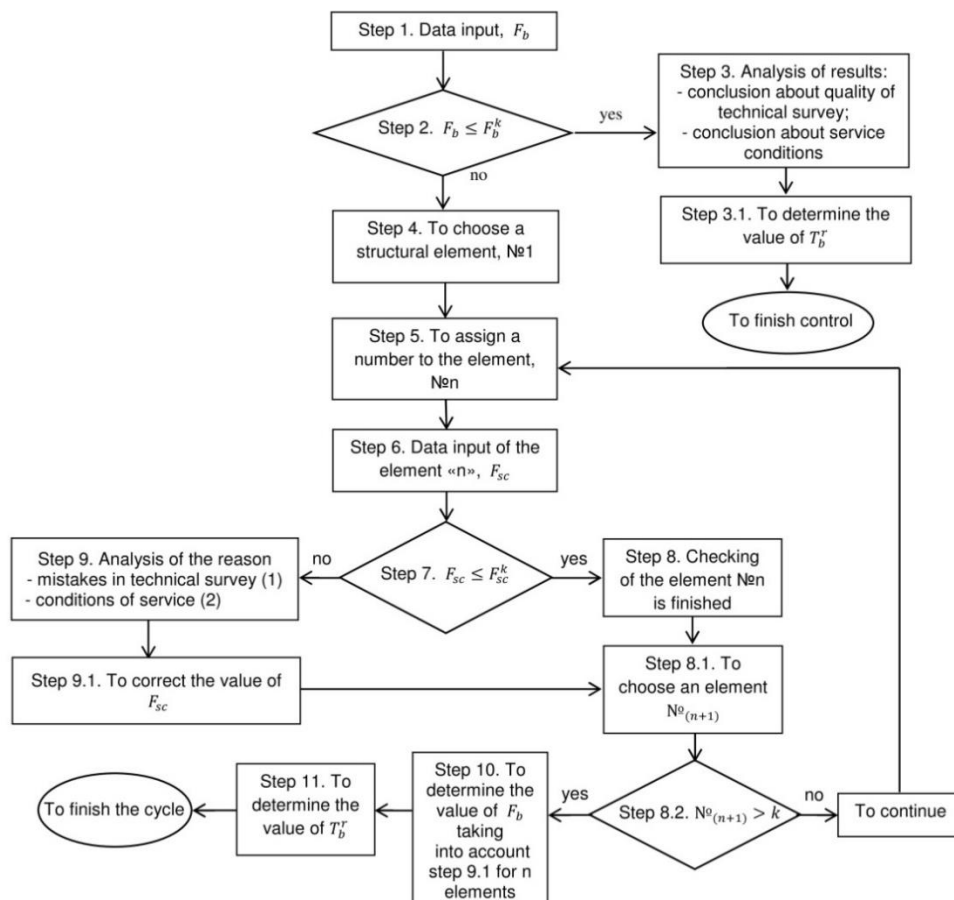 Step 1. Data input, F_b
Step 2. F_b ≤ F_b^k
yes
no
Step 3. Analysis of results:
- conclusion about quality of
technical survey;
- conclusion about service
conditions
Step 3.1. To determine the
value of T_b^r
To finish control
Step 4. To choose a
structural element, №1
Step 5. To assign a
number to the element,
№n
Step 6. Data input of the
element «n», F_sc
Step 7. F_sc ≤ F_sc^k
no
yes
Step 9. Analysis of the reason
- mistakes in technical survey (1)
- conditions of service (2)
Step 8. Checking
of the element №n
is finished
Step 9.1. To correct the value of
F_sc
Step 8.1. To
choose an element
№_(n+1)
Step 8.2. №_(n+1) > k
yes
no
To continue
Step 10. To
determine the
value of F_b
taking
into account
step 9.1 for n
elements
Step 11. To
determine the
value of T_b^r
To finish the cycle